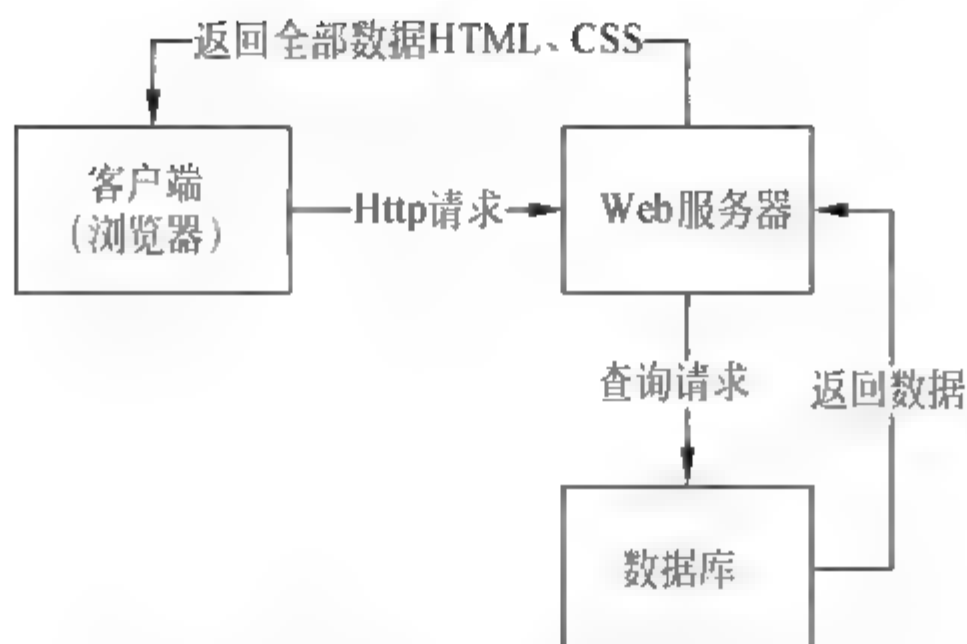 返回全部数据HTML、CSS
客户端
(浏览器)
Http请求
Web服务器
查询请求
返回数据
数据库